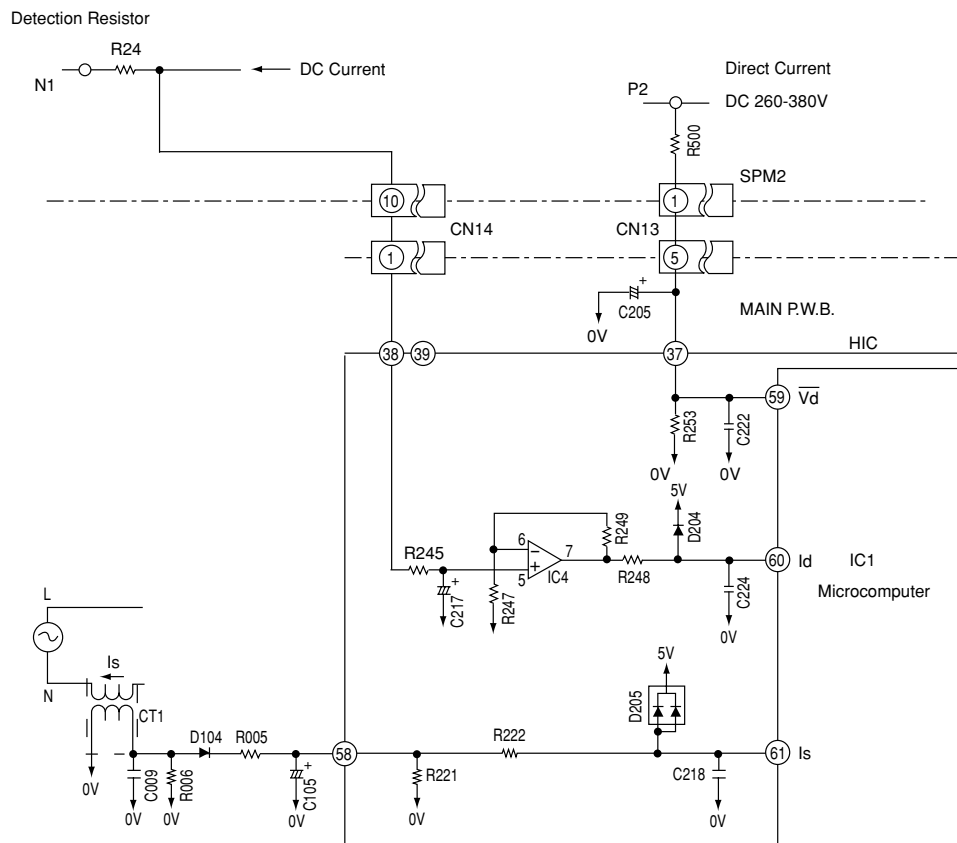 Detection Resistor
R24
N1
DC Current
Direct Current
P2
DC 260-380V
R500
SPM2
10
1
CN14
CN13
1
5
+
C205
0V
MAIN P.W.B.
38
39
37
HIC
59
Vd
R253
C222
0V
0V
5V
D204
R249
6
7
R245
−
+
5
IC4
R248
60
Id
IC1
Microcomputer
+
C217
R247
C224
0V
L
N
Is
CT1
5V
D205
D104
R005
58
R222
61
Is
0V
C009
R006
+
C105
R221
C218
0V
0V
0V
0V
0V